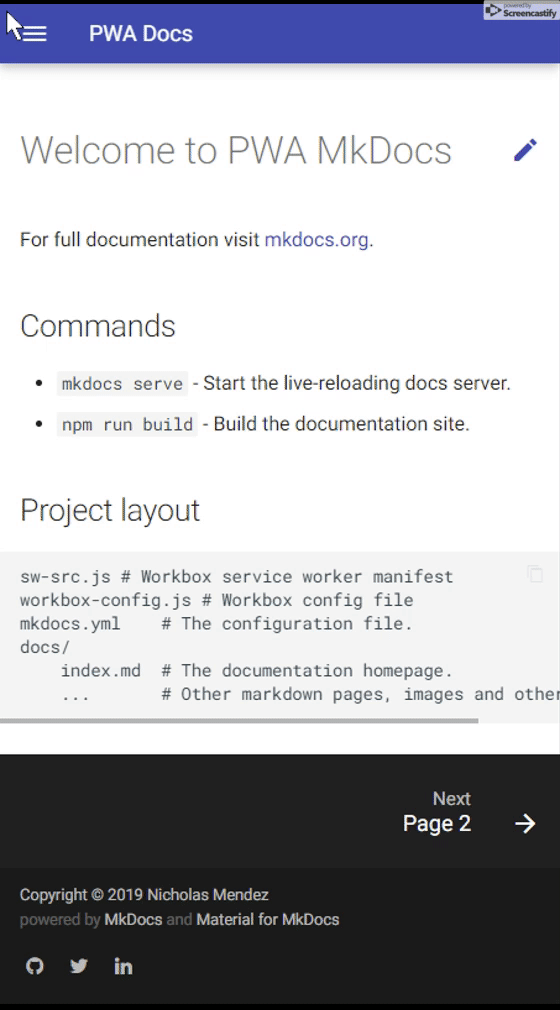 powered by
Screencastify
PWA Docs
Welcome to PWA MkDocs
For full documentation visit mkdocs.org.
Commands
mkdocs serve - Start the live-reloading docs server.
npm run build - Build the documentation site.
Project layout
sw-src.js # Workbox service worker manifest
workbox-config.js # Workbox config file
mkdocs.yml    # The configuration file.
docs/
    index.md  # The documentation homepage.
    ...       # Other markdown pages, images and other
Next
Page 2
Copyright © 2019 Nicholas Mendez
powered by MkDocs and Material for MkDocs
in